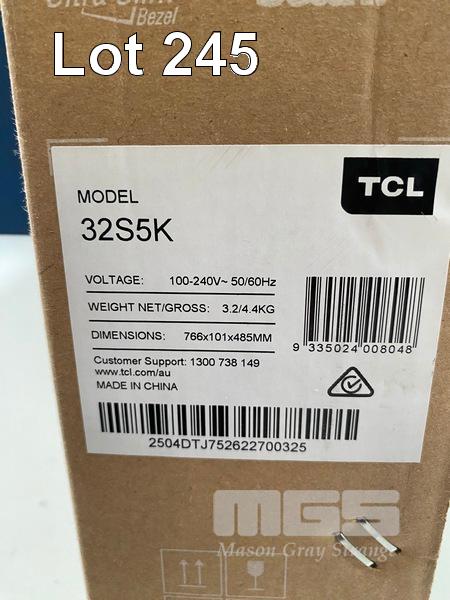 Bezel
Lot 245
TCL
MODEL
32S5K
VOLTAGE: 100-240V~ 50/60Hz
WEIGHT NET/GROSS: 3.2/4.4KG
DIMENSIONS: 766x101x485MM
Customer Support: 1300 738 149
www.tcl.com/au
MADE IN CHINA
9 335024 008048
2504DTJ752622700325
MGS
Mason Gray Strange